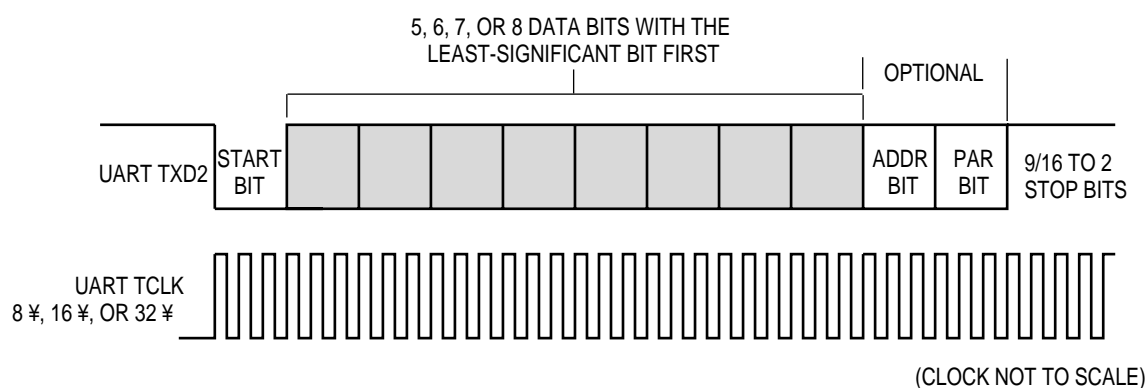 5, 6, 7, OR 8 DATA BITS WITH THE
LEAST-SIGNIFICANT BIT FIRST
OPTIONAL
UART TXD2
START
BIT
ADDR
BIT
PAR
BIT
9/16 TO 2
STOP BITS
UART TCLK
8 ¥, 16 ¥, OR 32 ¥
(CLOCK NOT TO SCALE)